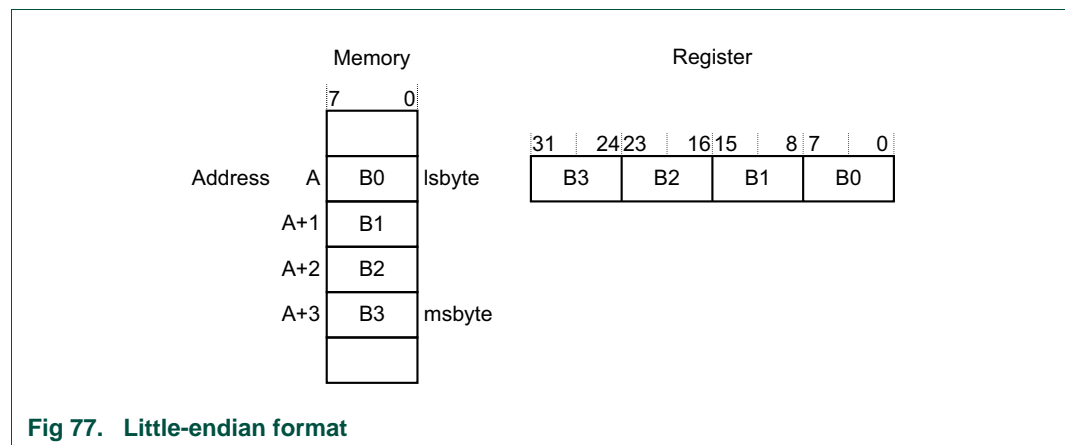 Memory
Register
7 0
31 24 23 16 15 8 7 0
Address A B0 lsbyte
B3 B2 B1 B0
A+1 B1
A+2 B2
A+3 B3 msbyte
Fig 77. Little-endian format